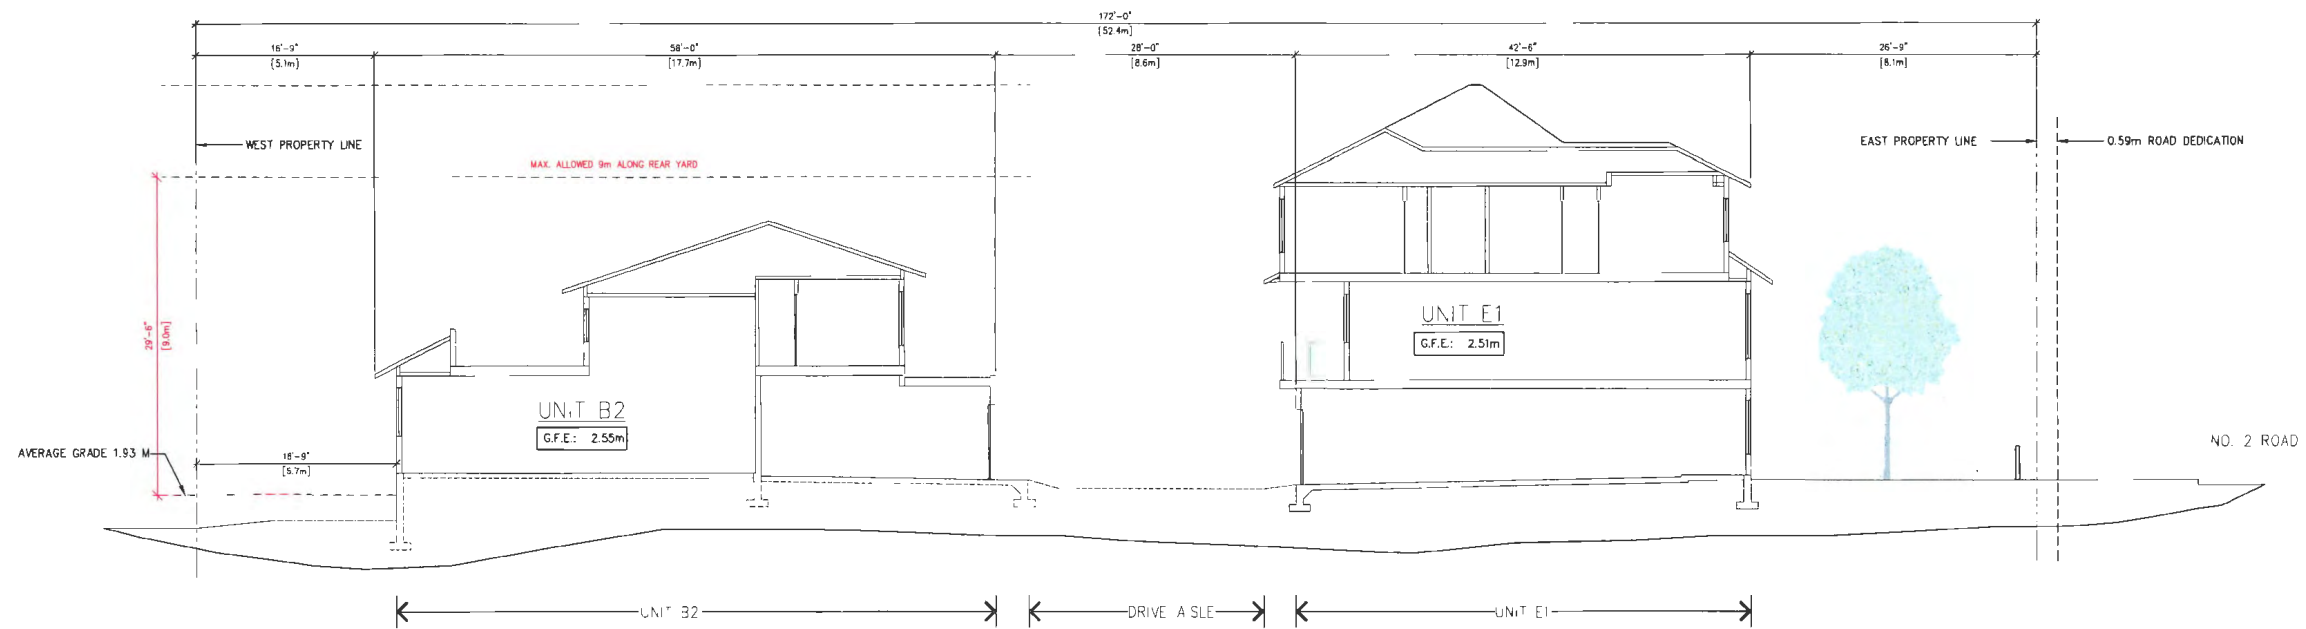 172'-0"
[52.4m]
16'-9"
[5.1m]
58'-0"
[17.7m]
28'-0"
[8.6m]
42'-6"
[12.9m]
26'-9"
[8.1m]
WEST PROPERTY LINE
EAST PROPERTY LINE
0.59m ROAD DEDICATION
MAX. ALLOWED 9m ALONG REAR YARD
29'-6"
[9.0m]
UNIT E1
G.F.E.: 2.51m
UNIT B2
G.F.E.: 2.55m
NO. 2 ROAD
AVERAGE GRADE 1.93 M
18'-9"
[5.7m]
UNIT B2
DRIVE AISLE
UNIT E1